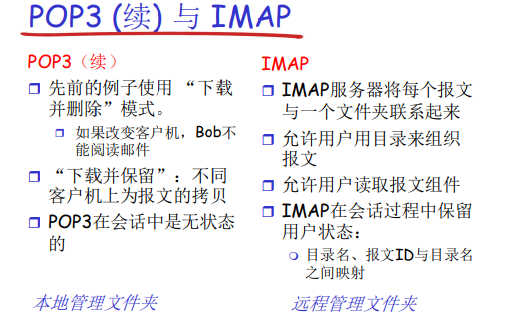 POP3 (续) 与 IMAP
POP3（续）
先前的例子使用 “下载
并删除”模式。
如果改变客户机，Bob不
能阅读邮件
“下载并保留”：不同
客户机上为报文的拷贝
POP3在会话中是无状态
的
本地管理文件夹
IMAP
IMAP服务器将每个报文
与一个文件夹联系起来
允许用户用目录来组织
报文
允许用户读取报文组件
IMAP在会话过程中保留
用户状态：
目录名、报文ID与目录名
之间映射
远程管理文件夹